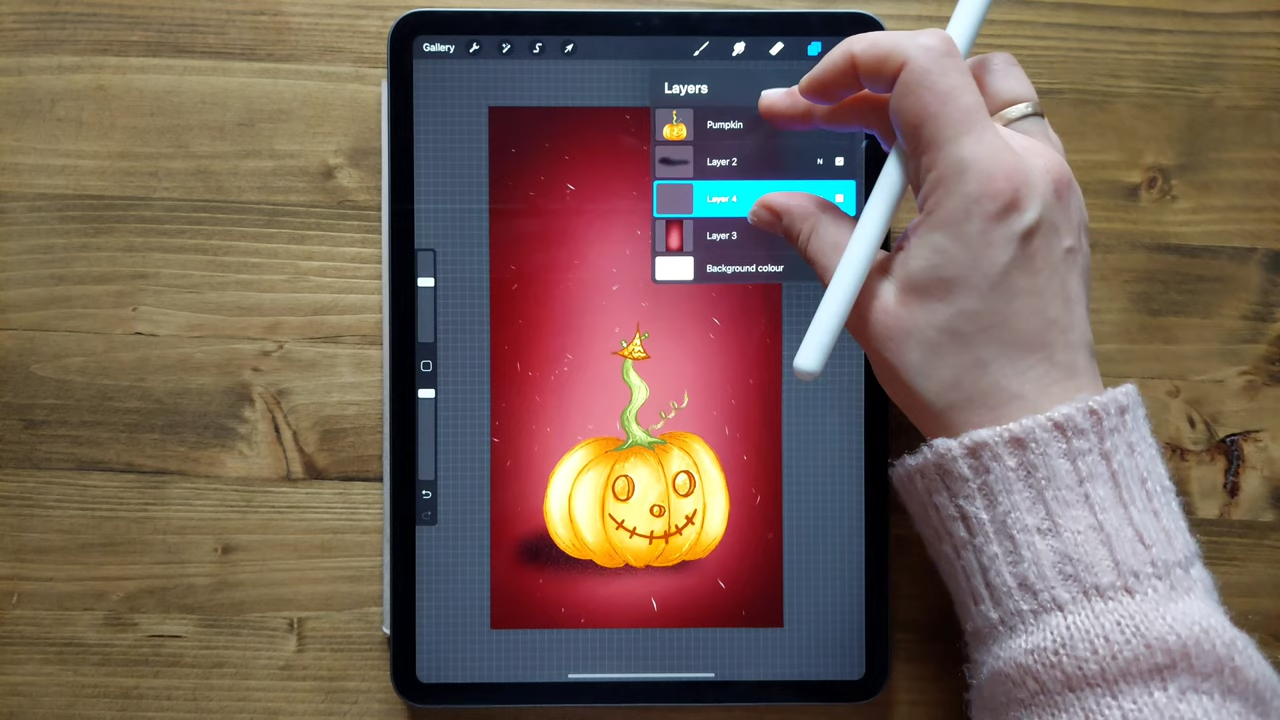 Gallery
Layers
Pumpkin
Layer 2 N
Layer 4
Layer 3
Background colour